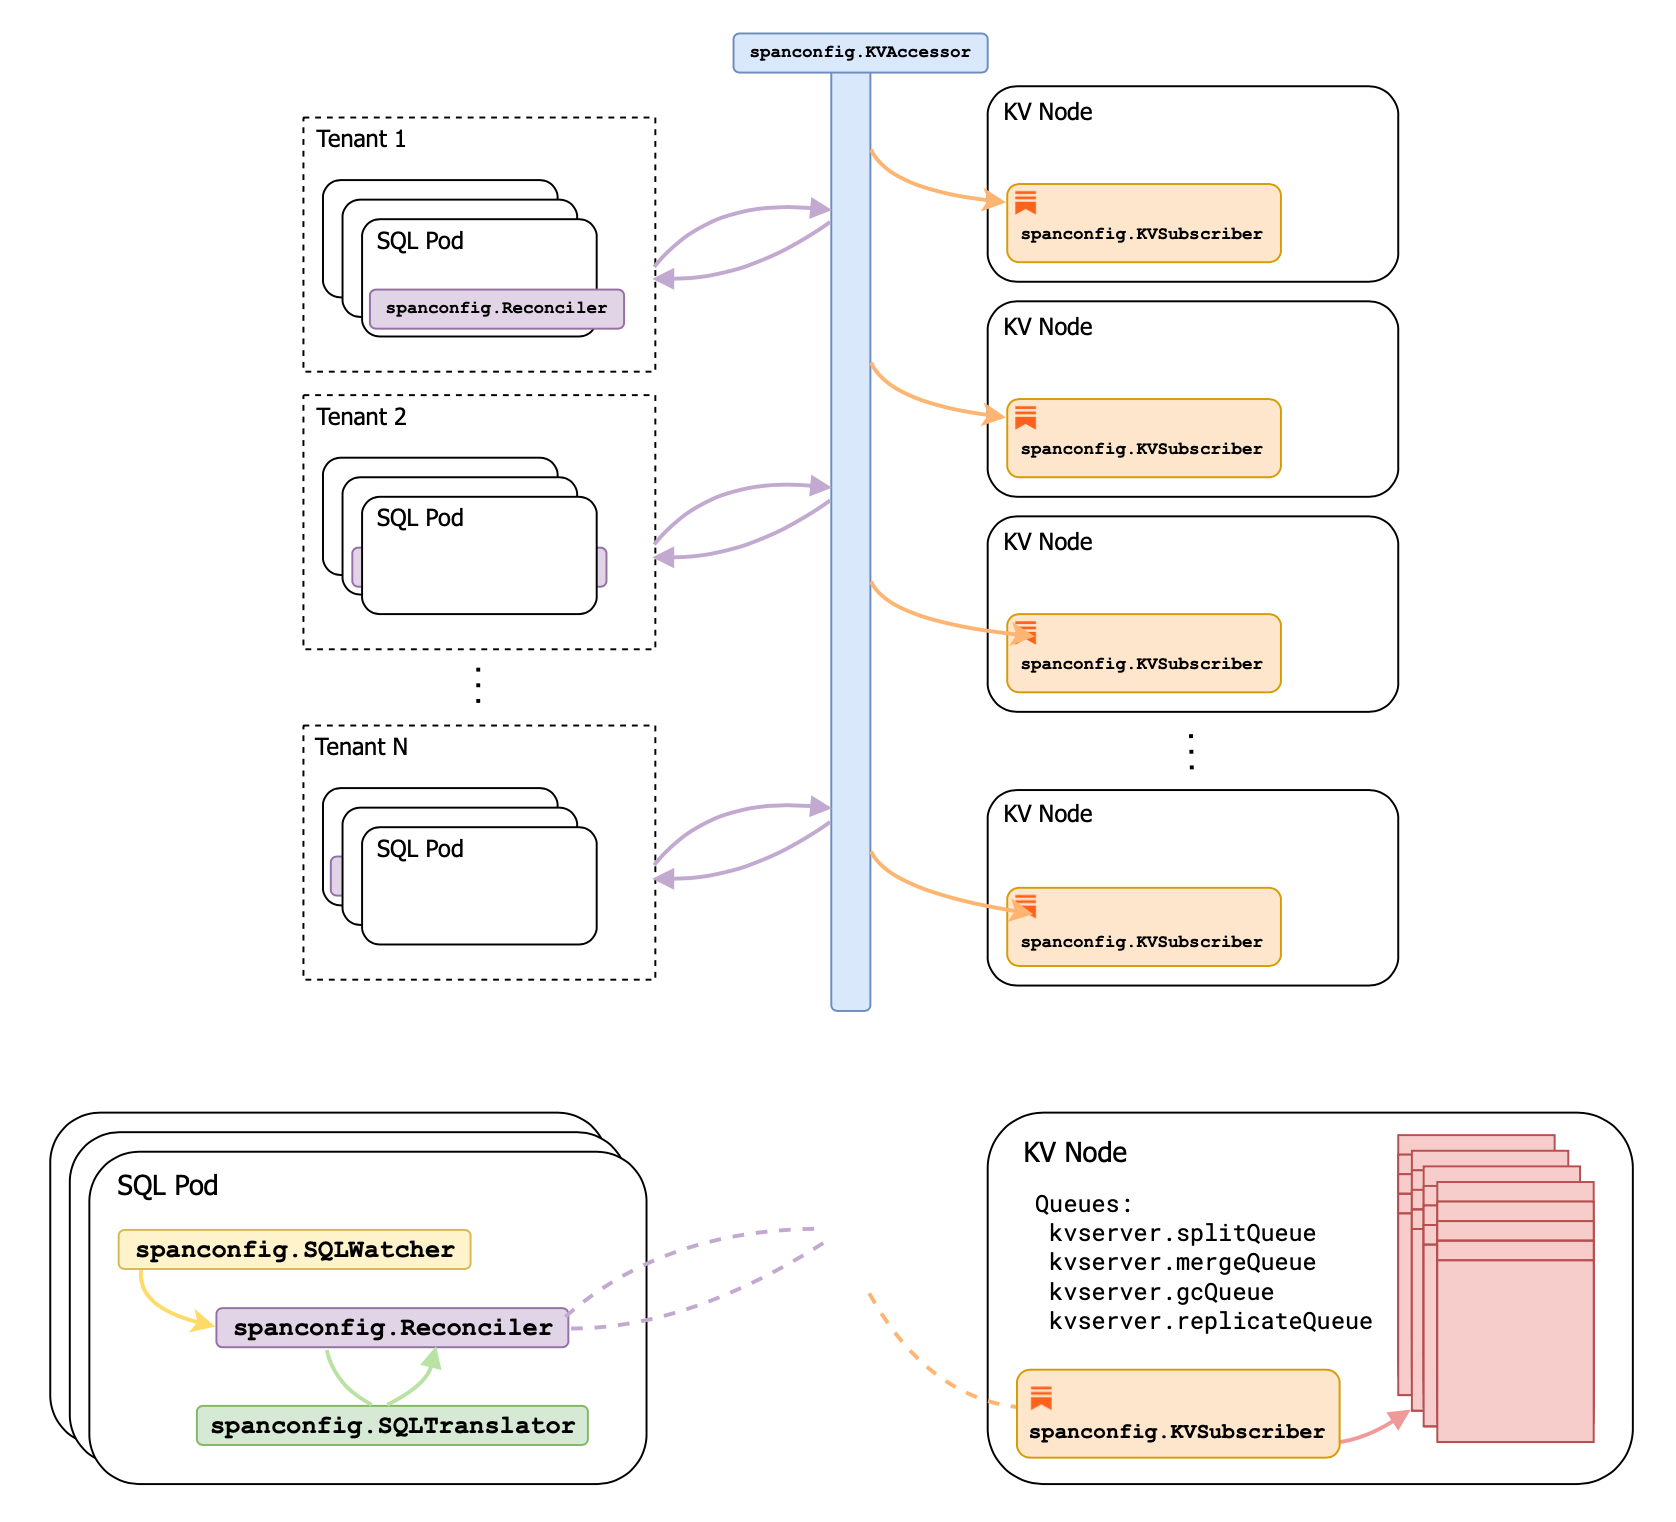 spanconfig.KVAccessor
Tenant 1
SQL Pod
spanconfig.Reconciler
Tenant 2
SQL Pod
Tenant N
SQL Pod
KV Node
spanconfig.KVSubscriber
KV Node
spanconfig.KVSubscriber
KV Node
spanconfig.KVSubscriber
KV Node
spanconfig.KVSubscriber
SQL Pod
spanconfig.SQLWatcher
spanconfig.Reconciler
spanconfig.SQLTranslator
KV Node
Queues:
kvserver.splitQueue
kvserver.mergeQueue
kvserver.gcQueue
kvserver.replicateQueue
spanconfig.KVSubscriber